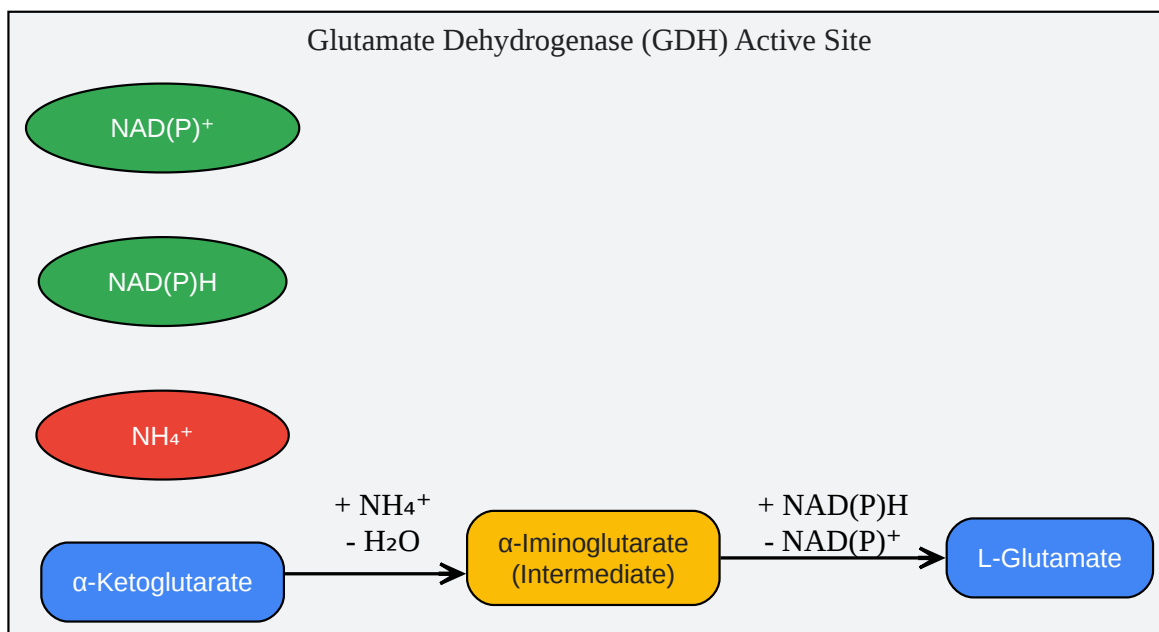 Glutamate Dehydrogenase (GDH) Active Site
NAD(P)⁺
NAD(P)H
NH₄⁺
α-Ketoglutarate
+ NH₄⁺
- H₂O
α-Iminoglutarate
(Intermediate)
+ NAD(P)H
- NAD(P)⁺
L-Glutamate